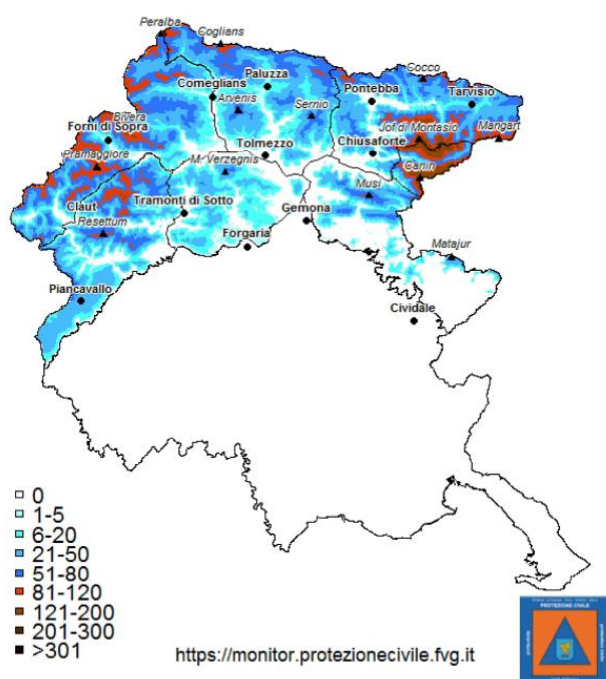 Peralba
Coglians
Cocco
Paluzza
Comeglians
Pontebba
Tarvisio
Arvenis
Sernio
Bivera
Forni di Sopra
Jof di Montasio
Mangart
Tolmezzo
Chiusaforte
Pramaggiore
M. Verzegnis
Canin
Musi
Claut
Tramonti di Sotto
Gemona
Resettum
Forgaria
Matajur
Piancavallo
Cividale
0
1-5
6-20
21-50
51-80
81-120
121-200
201-300
>301
https://monitor.protezionecivile.fvg.it
PROTEZIONE CIVILE